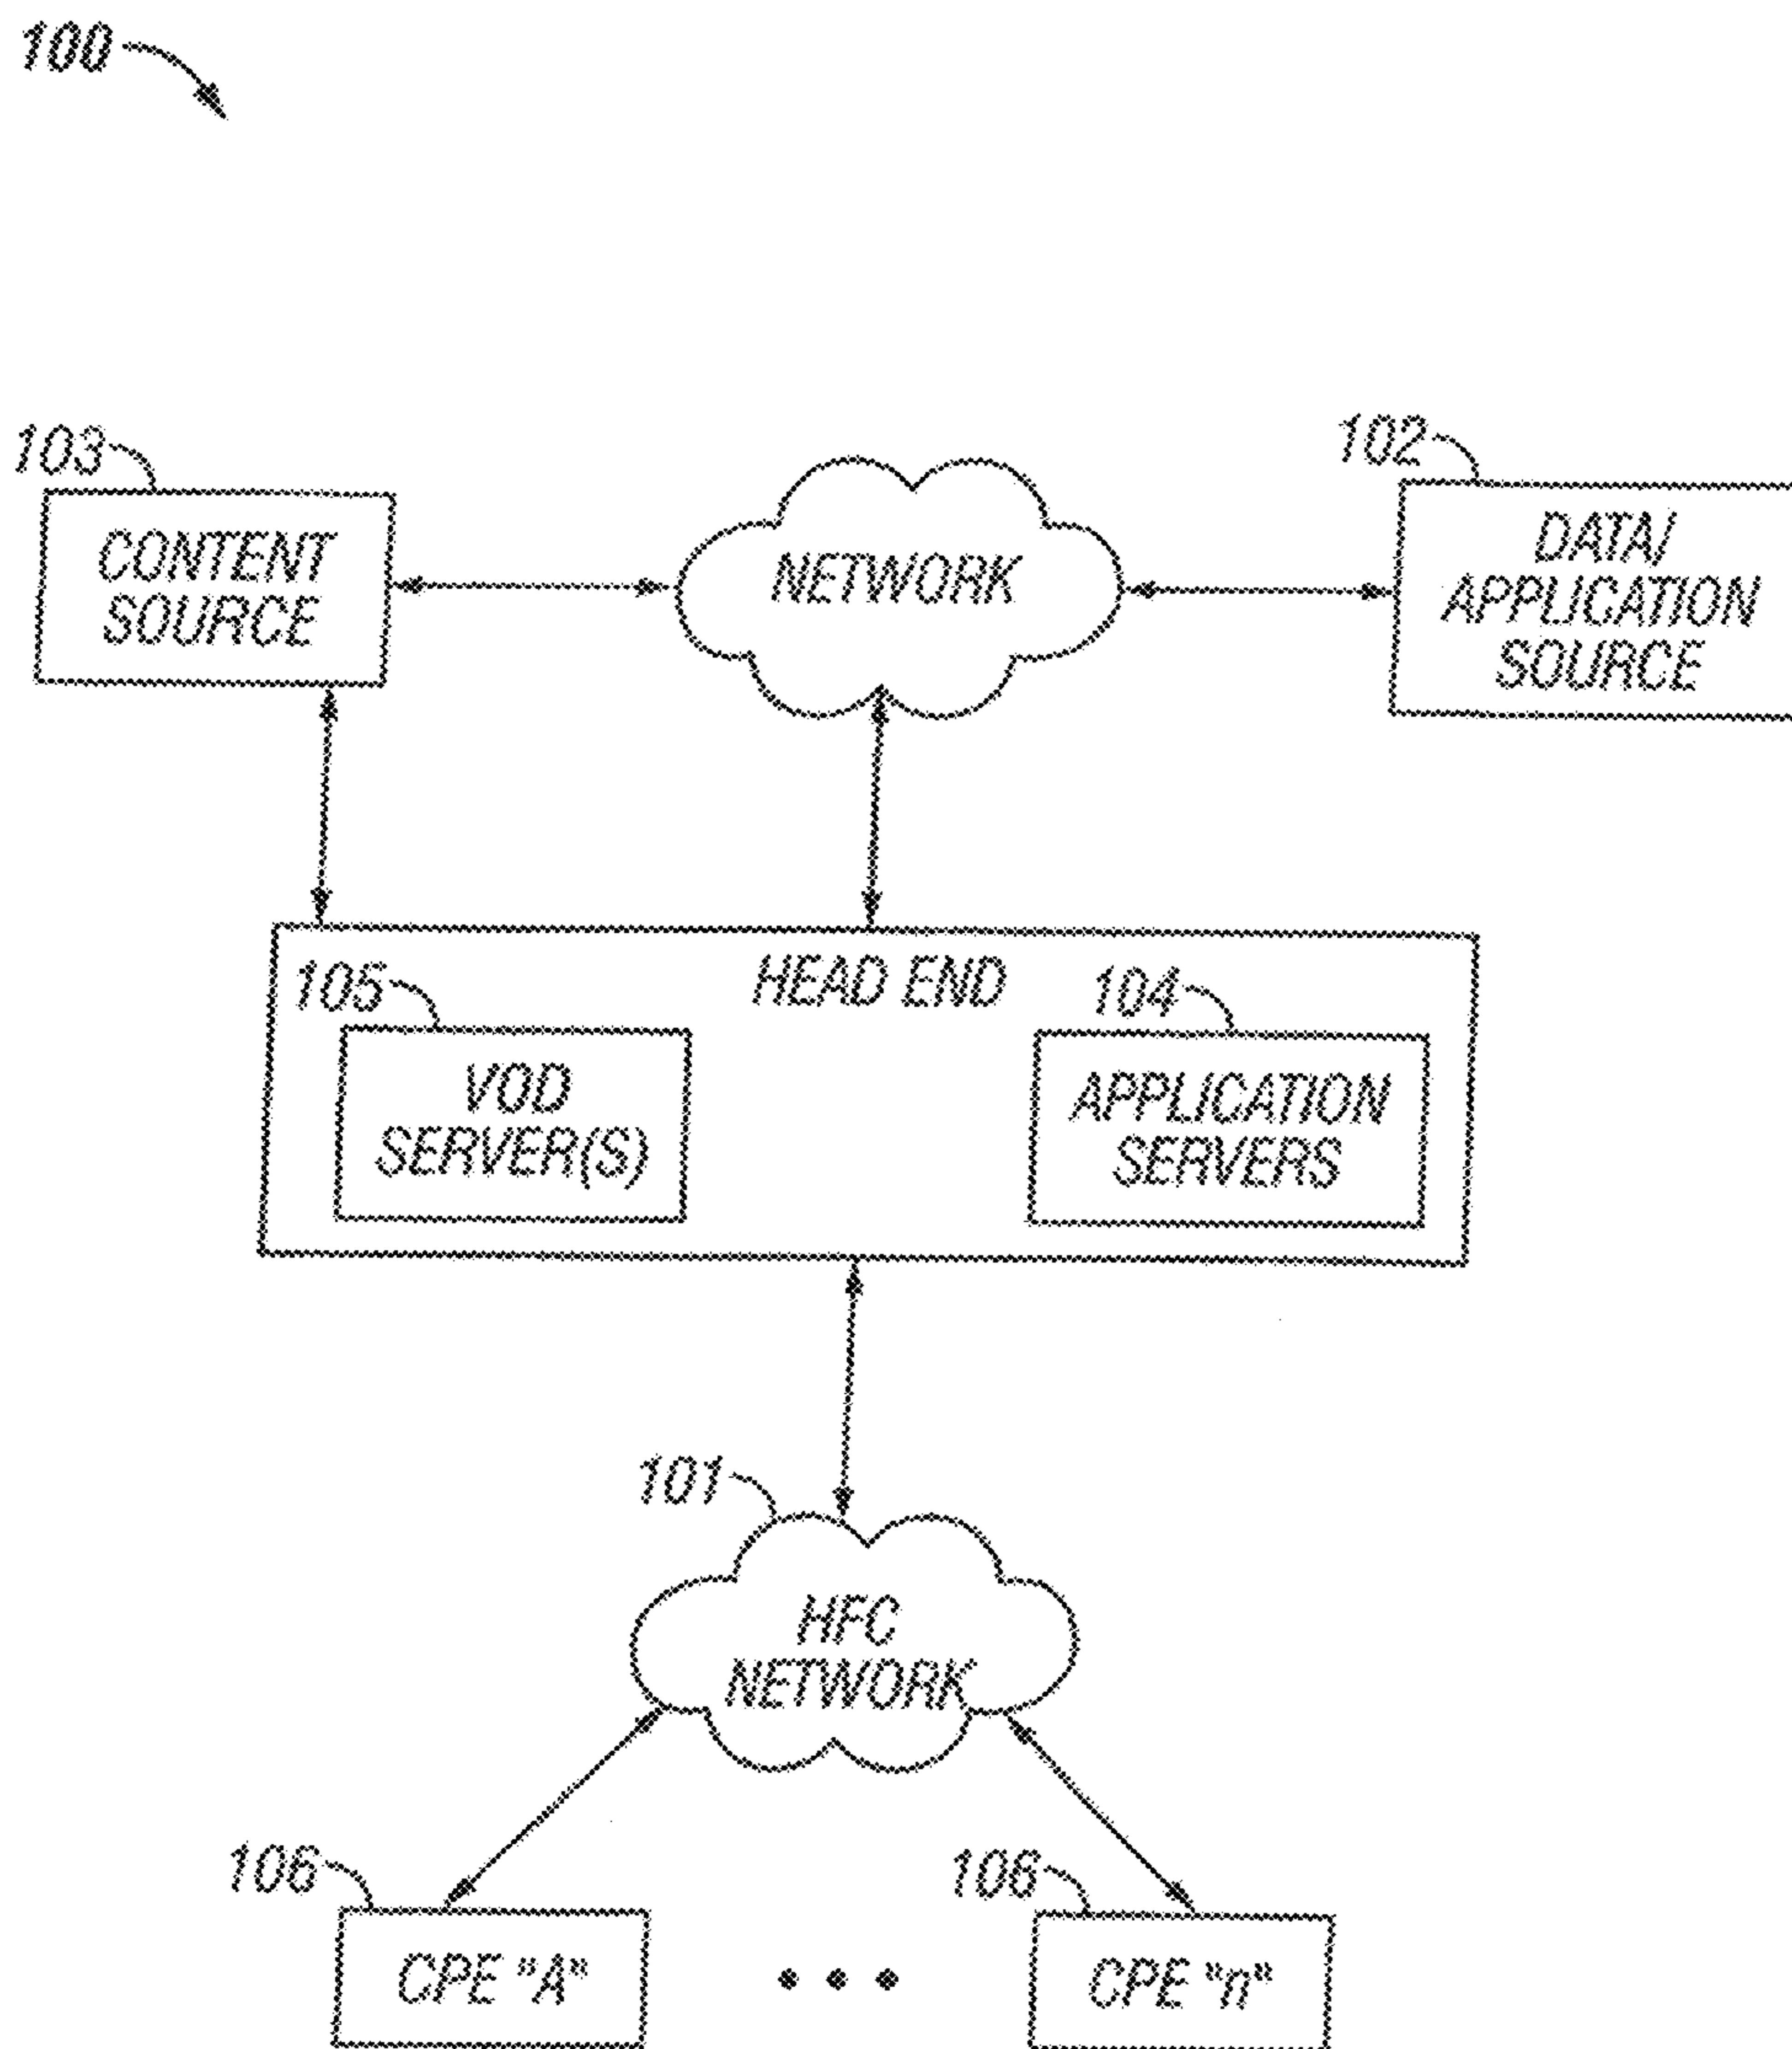 100
103
102
CONTENT
SOURCE
NETWORK
DATA/
APPLICATION
SOURCE
HEAD END
105
104
VOD
SERVER(S)
APPLICATION
SERVERS
101
HFC
NETWORK
106
106
CPE "A"
CPE "n"